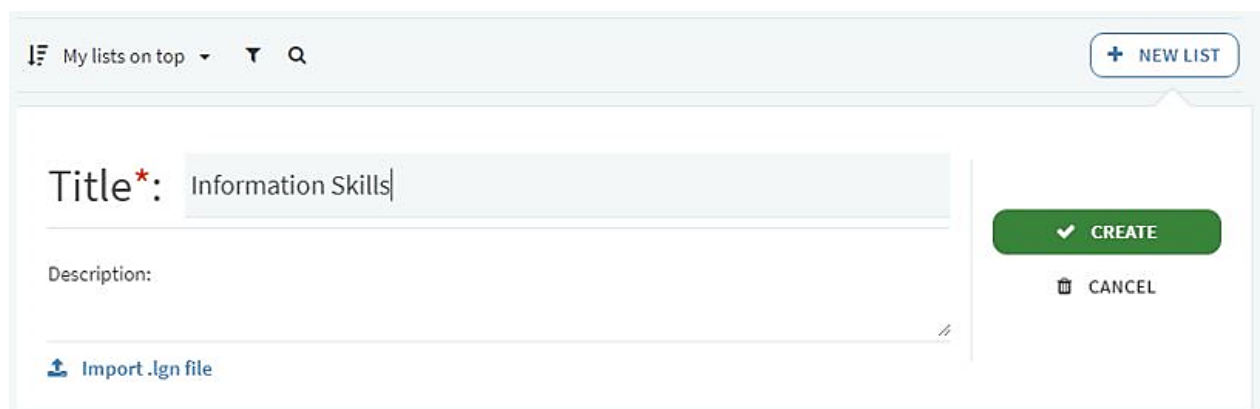 My lists on top
+ NEW LIST
Title*: Information Skills
CREATE
Description:
CANCEL
Import .lgn file